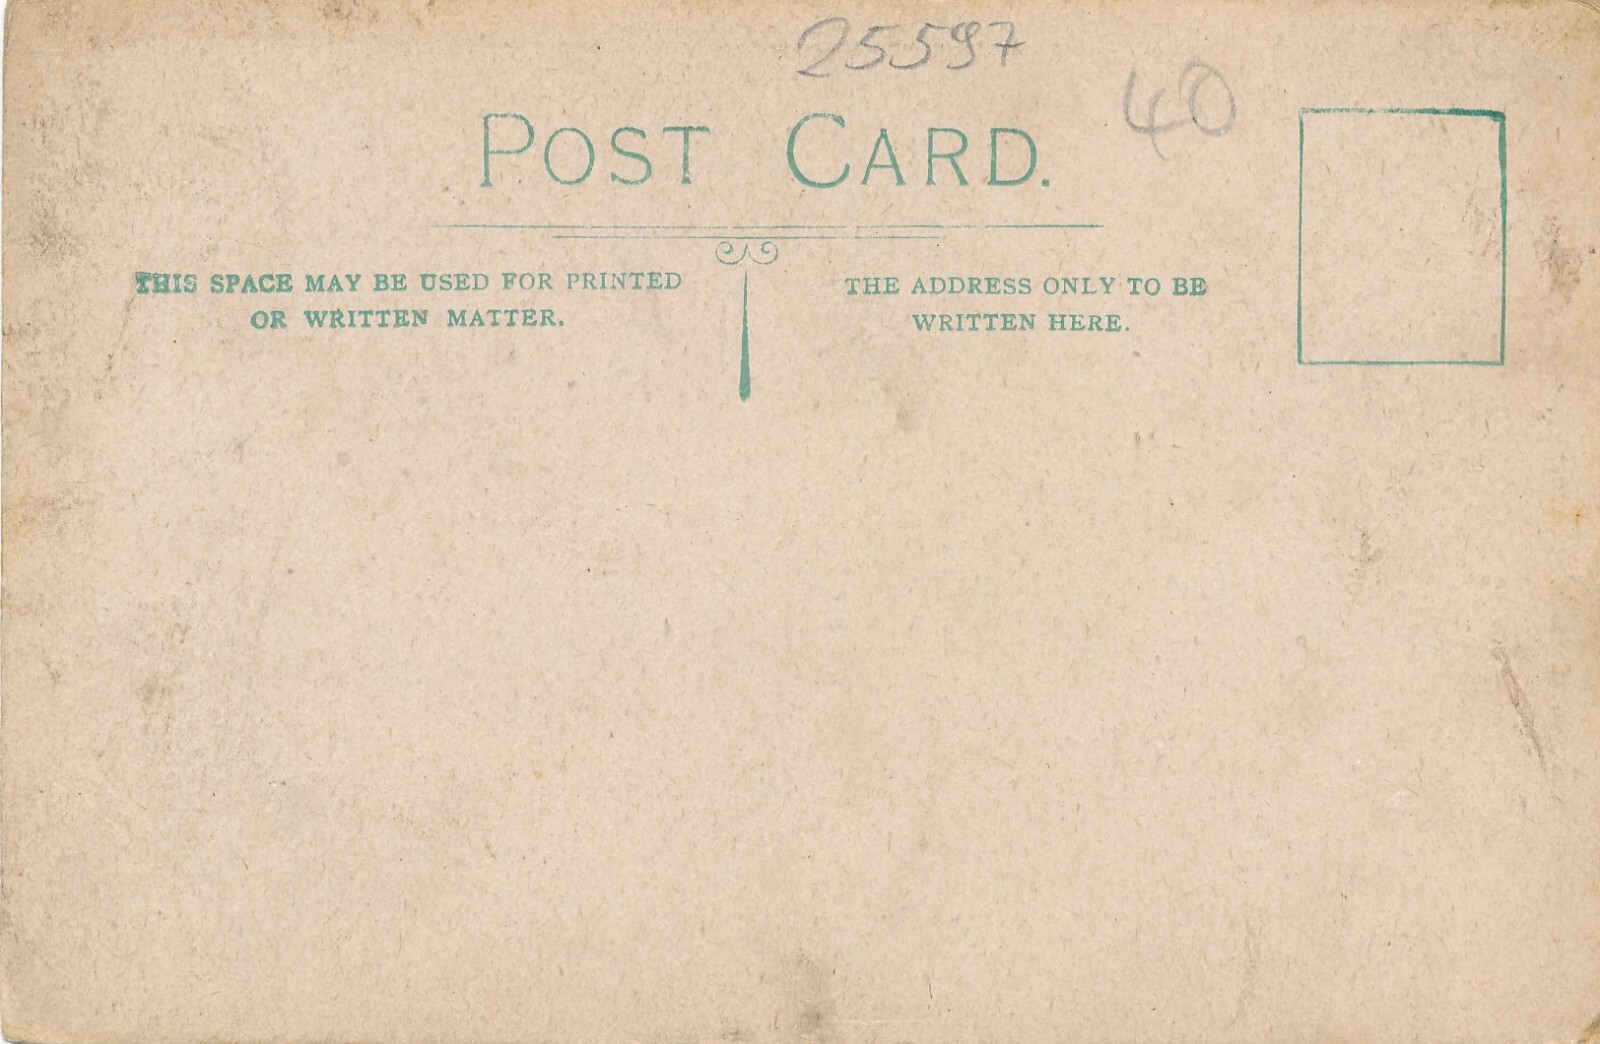 25597
40
POST CARD.
THIS SPACE MAY BE USED FOR PRINTED
OR WRITTEN MATTER.
THE ADDRESS ONLY TO BE
WRITTEN HERE.